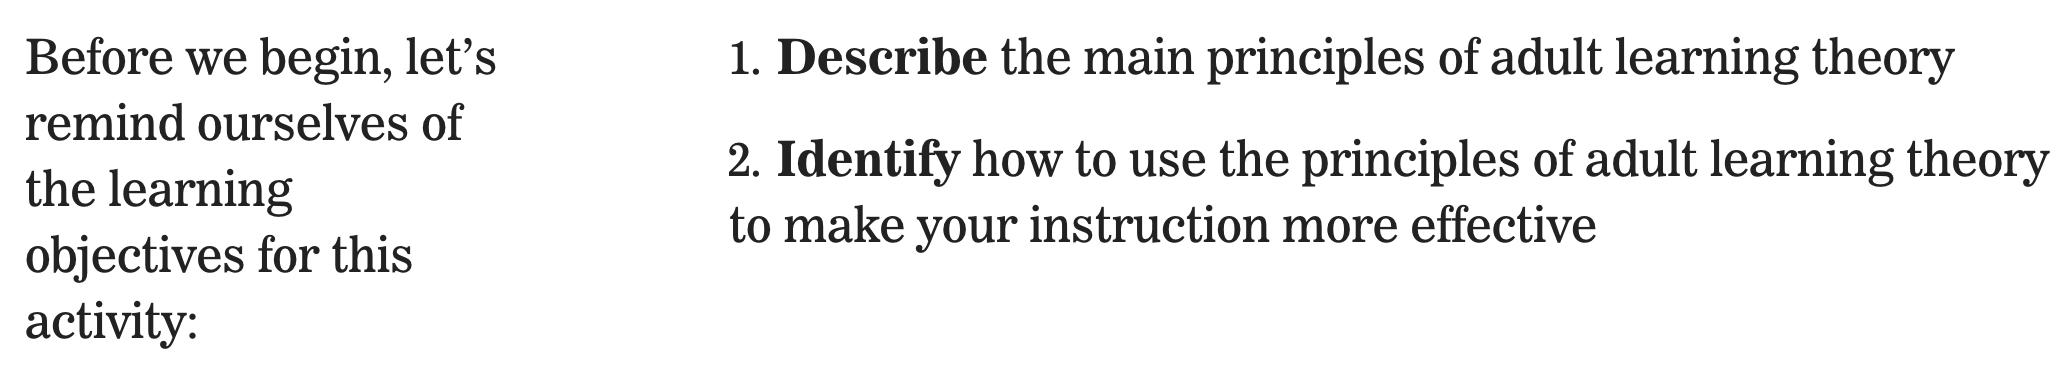 Before we begin, let’s
remind ourselves of
the learning
objectives for this
activity:
1. Describe the main principles of adult learning theory
2. Identify how to use the principles of adult learning theory
to make your instruction more effective